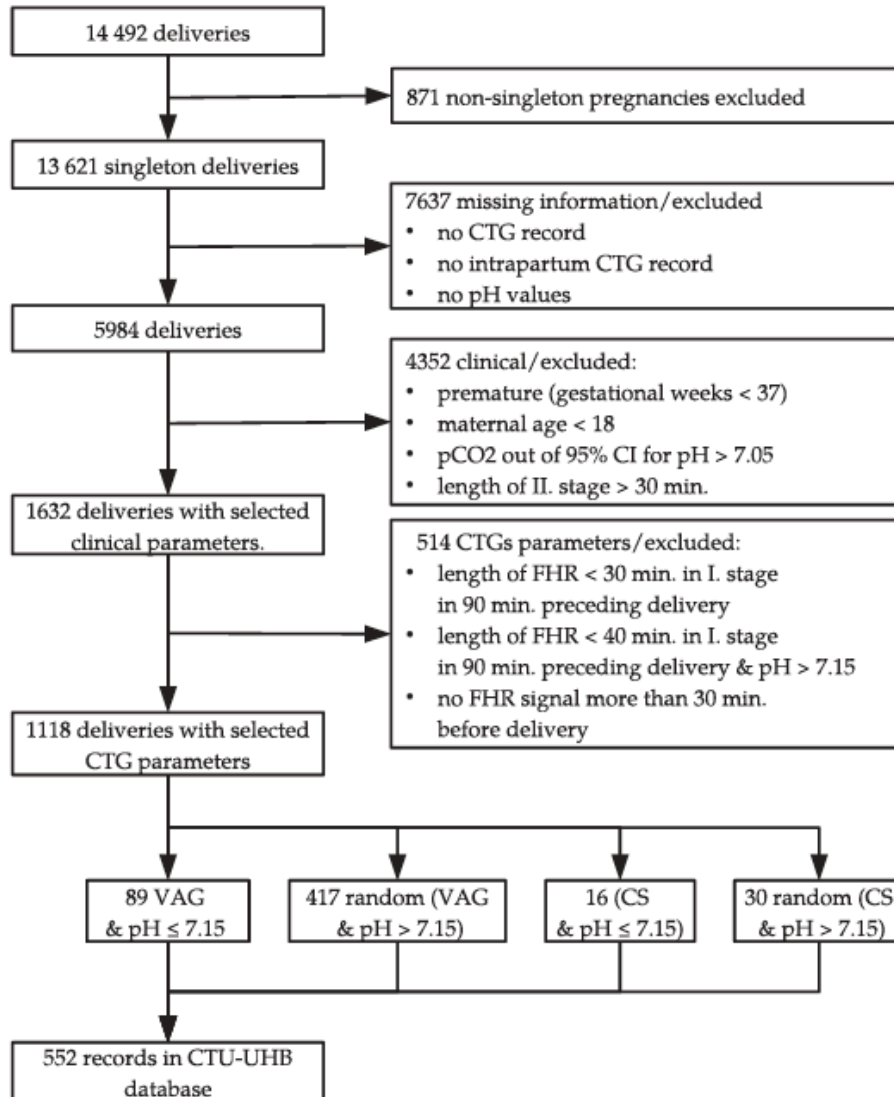 14 492 deliveries
871 non-singleton pregnancies excluded
13 621 singleton deliveries
7637 missing information/excluded
• no CTG record
• no intrapartum CTG record
• no pH values
5984 deliveries
4352 clinical/excluded:
• premature (gestational weeks < 37)
• maternal age < 18
• pCO2 out of 95% CI for pH > 7.05
• length of II. stage > 30 min.
1632 deliveries with selected
clinical parameters.
514 CTGs parameters/excluded:
• length of FHR < 30 min. in I. stage
in 90 min. preceding delivery
• length of FHR < 40 min. in I. stage
in 90 min. preceding delivery & pH > 7.15
• no FHR signal more than 30 min.
before delivery
1118 deliveries with selected
CTG parameters
89 VAG
& pH ≤ 7.15
417 random (VAG
& pH > 7.15)
16 (CS
& pH ≤ 7.15)
30 random (CS
& pH > 7.15)
552 records in CTU-UHB
database